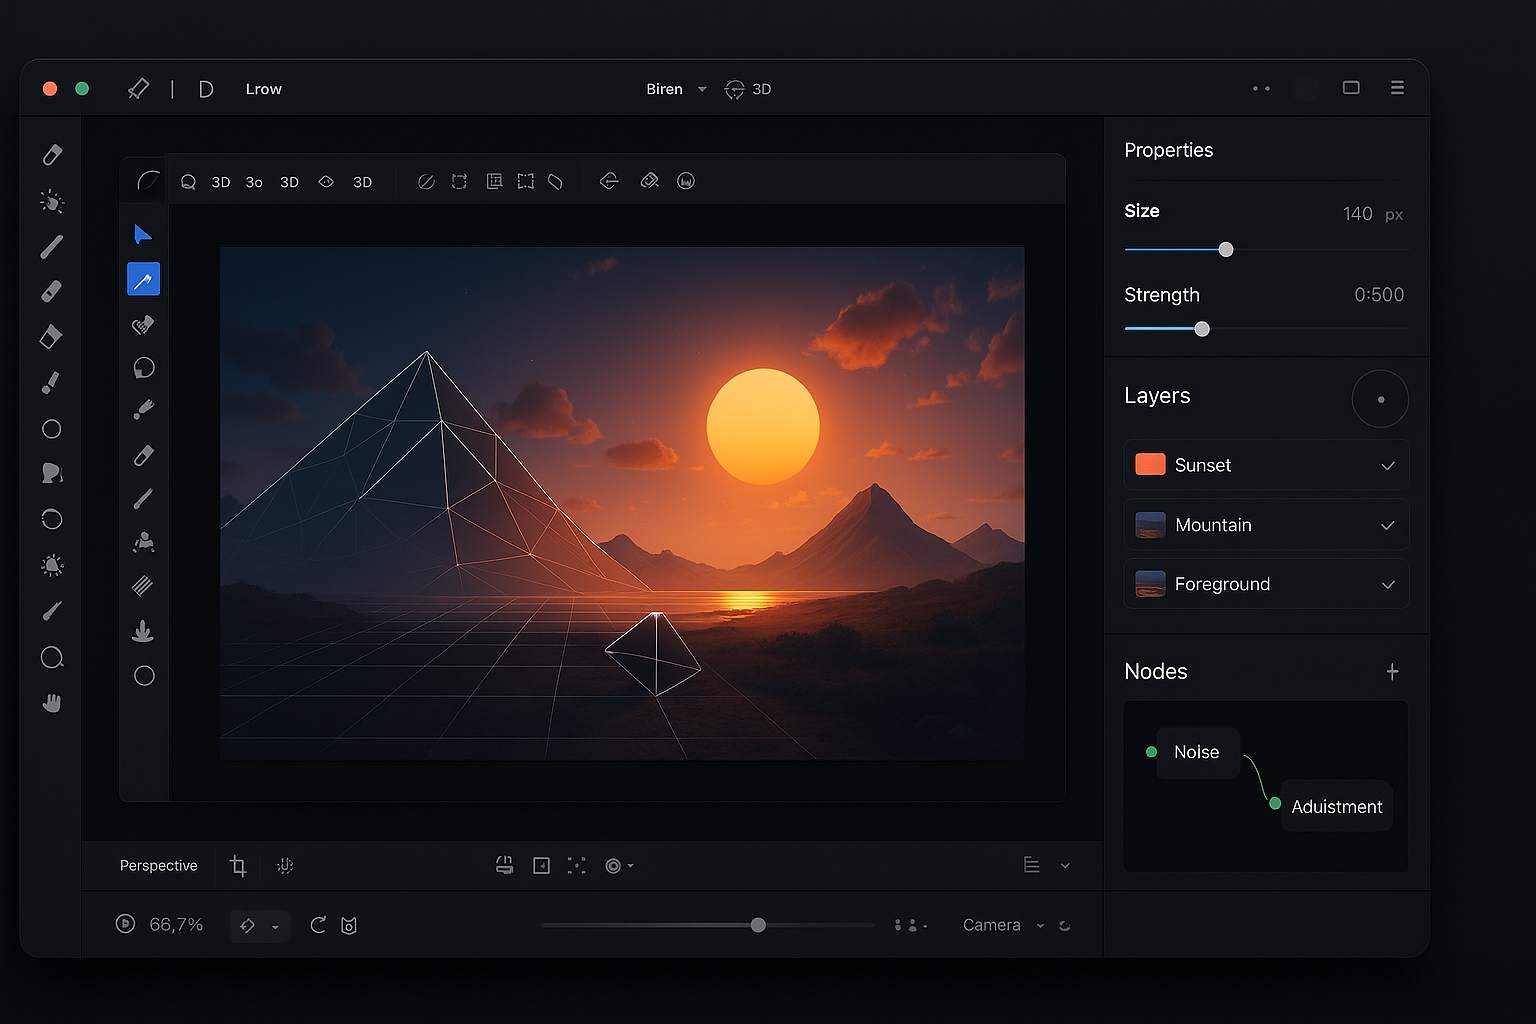 D Lrow
Biren 3D
3D 3o 3D 3D
Properties
Size 140 px
Strength 0:500
Layers
Sunset
Mountain
Foreground
Nodes
Noise
Aduistment
Perspective
66,7%
Camera